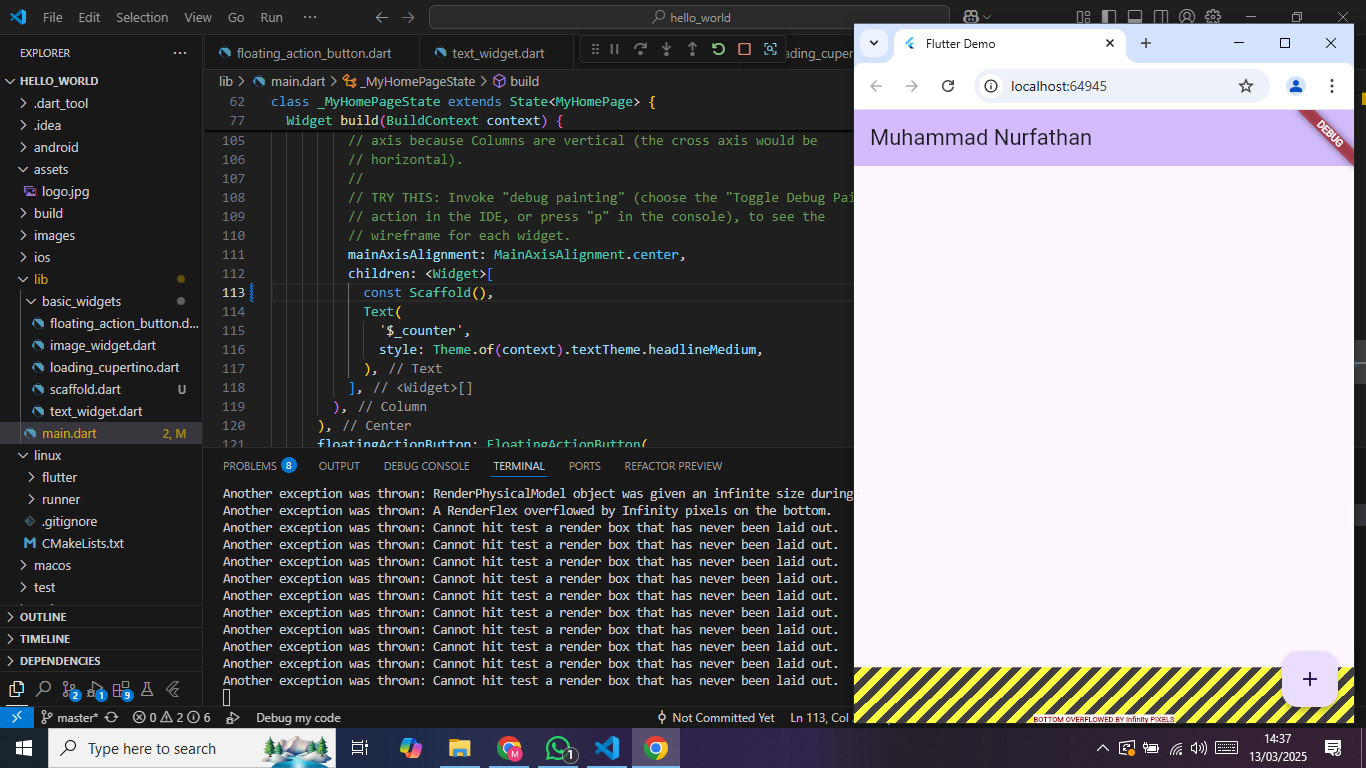 File Edit Selection View Go Run ··· hello_world
EXPLORER ···
HELLO_WORLD
.dart_tool
.idea
android
assets
logo.jpg
build
images
ios
lib
basic_widgets
floating_action_button.d...
image_widget.dart
loading_cupertino.dart
scaffold.dart U
text_widget.dart
main.dart 2, M
linux
flutter
runner
.gitignore
CMakeLists.txt
macos
test
OUTLINE
TIMELINE
DEPENDENCIES
2 1 9
floating_action_button.dart text_widget.dart
lib > main.dart > _MyHomePageState > build
62 class _MyHomePageState extends State<MyHomePage> {
77 Widget build(BuildContext context) {
105 // axis because Columns are vertical (the cross axis would be
106 // horizontal).
107 //
108 // TRY THIS: Invoke "debug painting" (choose the "Toggle Debug Pai
109 // action in the IDE, or press "p" in the console), to see the
110 // wireframe for each widget.
111 mainAxisAlignment: MainAxisAlignment.center,
112 children: <Widget>[
113 const Scaffold(),
114 Text(
115 '$_counter',
116 style: Theme.of(context).textTheme.headlineMedium,
117 ), // Text
118 ], // <Widget>[]
119 ), // Column
120 ), // Center
121 floatingActionButton: FloatingActionButton(
PROBLEMS 8 OUTPUT DEBUG CONSOLE TERMINAL PORTS REFACTOR PREVIEW
Another exception was thrown: RenderPhysicalModel object was given an infinite size during
Another exception was thrown: A RenderFlex overflowed by Infinity pixels on the bottom.
Another exception was thrown: Cannot hit test a render box that has never been laid out.
Another exception was thrown: Cannot hit test a render box that has never been laid out.
Another exception was thrown: Cannot hit test a render box that has never been laid out.
Another exception was thrown: Cannot hit test a render box that has never been laid out.
Another exception was thrown: Cannot hit test a render box that has never been laid out.
Another exception was thrown: Cannot hit test a render box that has never been laid out.
Another exception was thrown: Cannot hit test a render box that has never been laid out.
Another exception was thrown: Cannot hit test a render box that has never been laid out.
Another exception was thrown: Cannot hit test a render box that has never been laid out.
Another exception was thrown: Cannot hit test a render box that has never been laid out.
master* 0 2 6 Debug my code Not Committed Yet Ln 113, Col
Flutter Demo
localhost:64945
Muhammad Nurfathan
DEBUG
BOTTOM OVERFLOWED BY Infinity PIXELS
Type here to search
M
1
14:37
13/03/2025